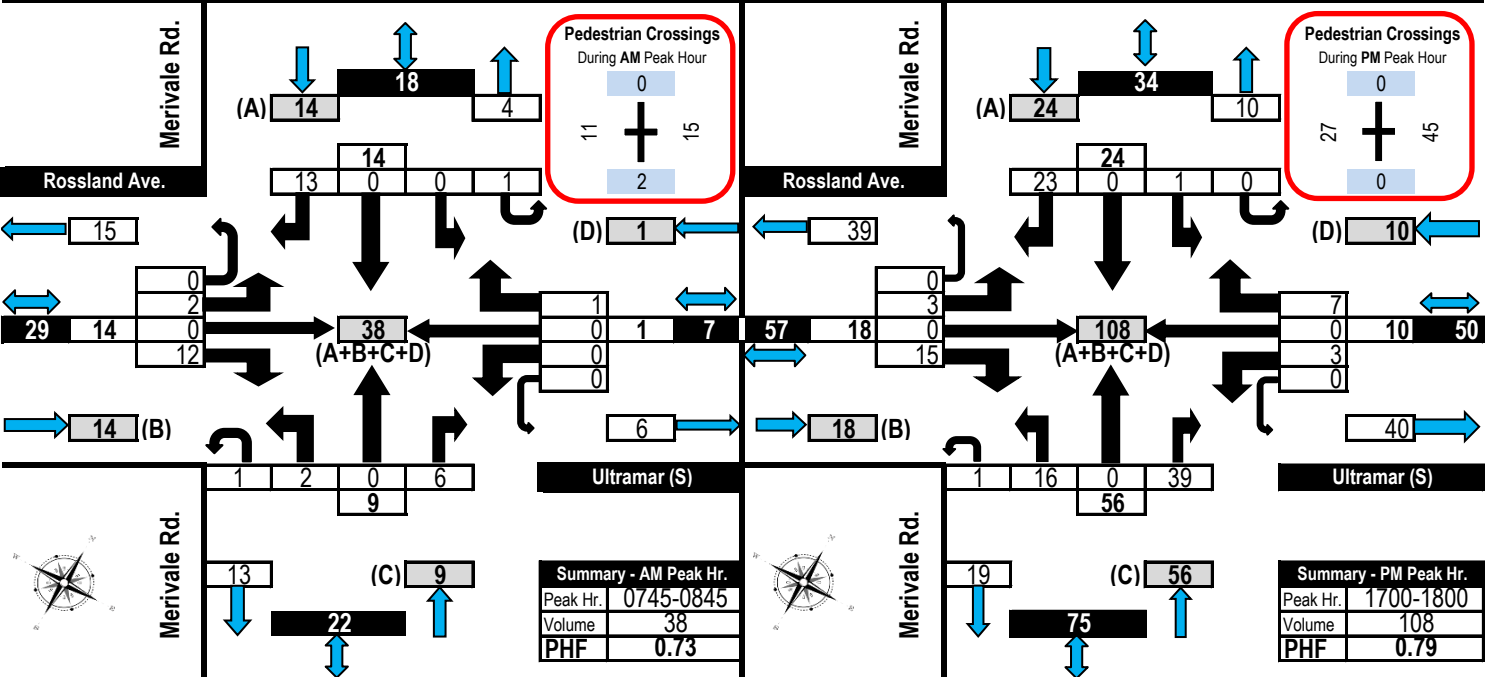 Merivale Rd.
Pedestrian Crossings
During AM Peak Hour
0
11
15
2
18
(A) 14
4
14
13 0 0 1
Rossland Ave.
15
(D) 1
0
2
29 14 0
12
38
(A+B+C+D)
1
0 1 7
0
0
14 (B)
6
1 2 0 6
9
Ultramar (S)
Merivale Rd.
13
(C) 9
22
Summary - AM Peak Hr.
Peak Hr. 0745-0845
Volume 38
PHF 0.73
Merivale Rd.
Pedestrian Crossings
During PM Peak Hour
0
27
45
0
34
(A) 24
10
24
23 0 1 0
Rossland Ave.
39
(D) 10
0
3
57 18 0
15
108
(A+B+C+D)
7
0 10 50
3
0
18 (B)
40
1 16 0 39
56
Ultramar (S)
Merivale Rd.
19
(C) 56
75
Summary - PM Peak Hr.
Peak Hr. 1700-1800
Volume 108
PHF 0.79